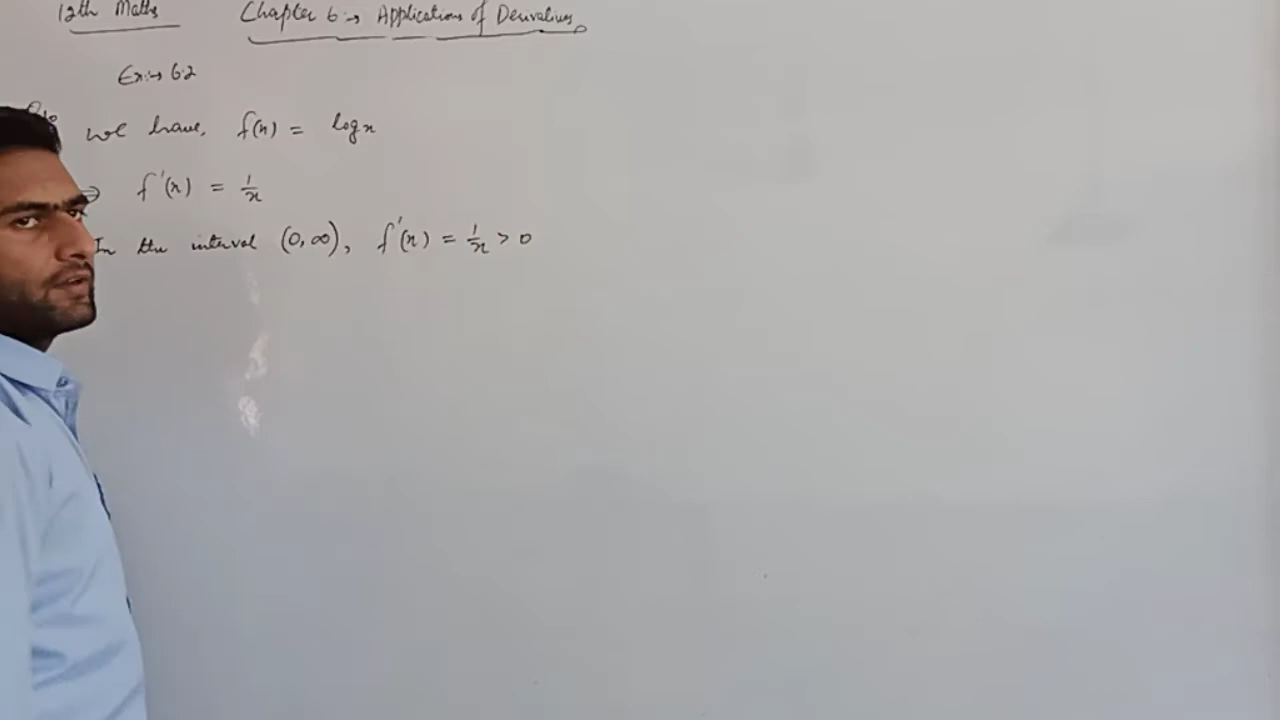 12th Maths Chapter 6:→ Applications of Derivatives
Ex:→ 6.2
We have, f(x) = log x
⇒ f'(x) = 1/x
In the interval (0, ∞), f'(x) = 1/x > 0